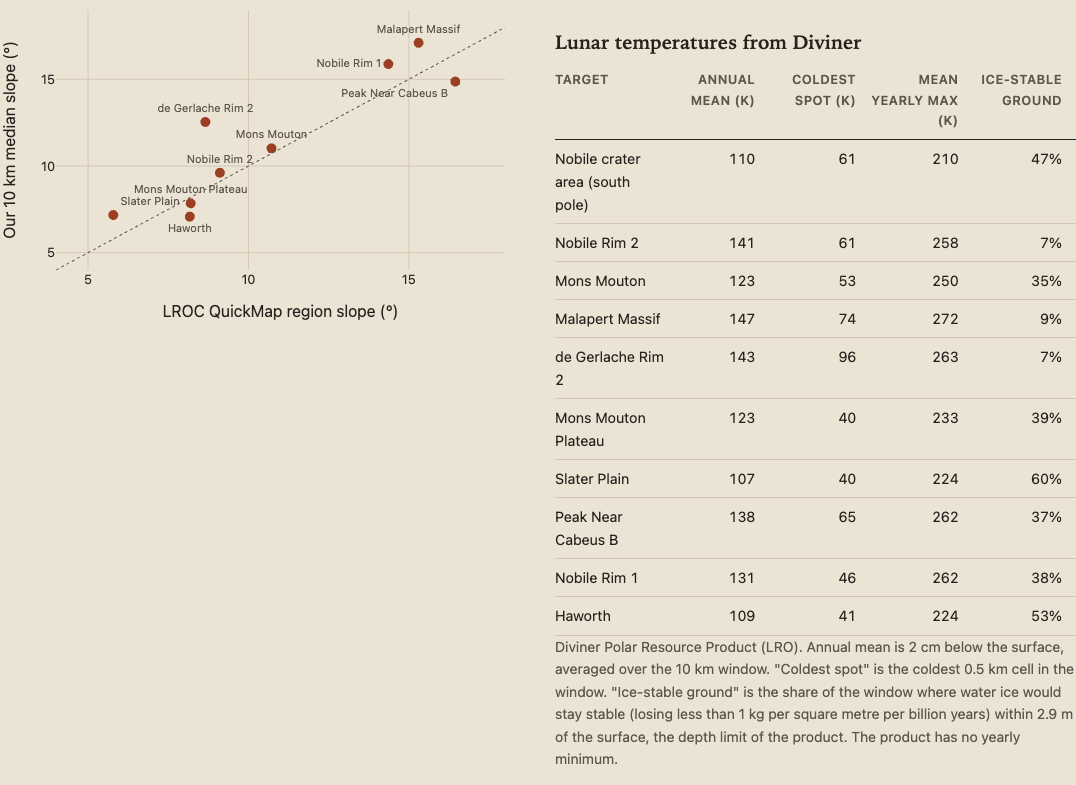 Our 10 km median slope (°)
15
10
5
Malapert Massif
Nobile Rim 1
Peak Near Cabeus B
de Gerlache Rim 2
Mons Mouton
Nobile Rim 2
Mons Mouton Plateau
Slater Plain
Haworth
5 10 15
LROC QuickMap region slope (°)
Lunar temperatures from Diviner
TARGET ANNUAL COLDEST MEAN ICE-STABLE
MEAN (K) SPOT (K) YEARLY MAX GROUND
(K)
Nobile crater 110 61 210 47%
area (south
pole)
Nobile Rim 2 141 61 258 7%
Mons Mouton 123 53 250 35%
Malapert Massif 147 74 272 9%
de Gerlache Rim 143 96 263 7%
2
Mons Mouton 123 40 233 39%
Plateau
Slater Plain 107 40 224 60%
Peak Near 138 65 262 37%
Cabeus B
Nobile Rim 1 131 46 262 38%
Haworth 109 41 224 53%
Diviner Polar Resource Product (LRO). Annual mean is 2 cm below the surface,
averaged over the 10 km window. "Coldest spot" is the coldest 0.5 km cell in the
window. "Ice-stable ground" is the share of the window where water ice would
stay stable (losing less than 1 kg per square metre per billion years) within 2.9 m
of the surface, the depth limit of the product. The product has no yearly
minimum.